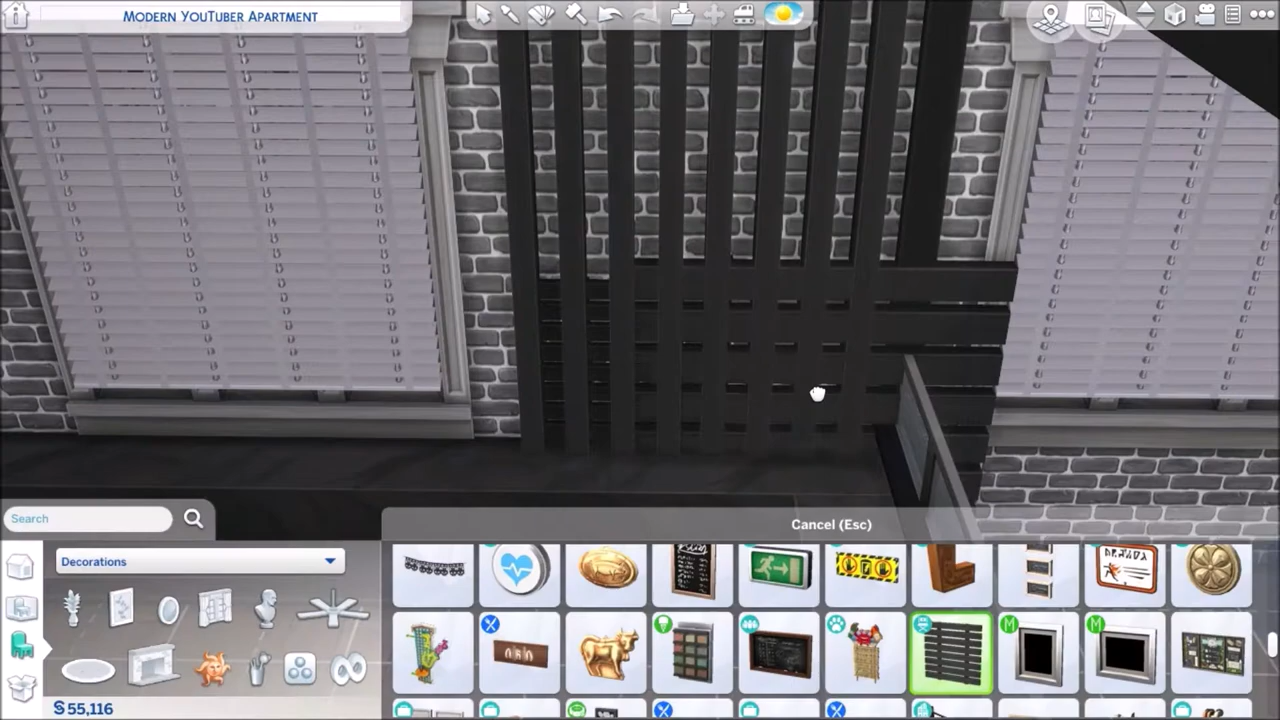 MODERN YOUTUBER APARTMENT
Cancel (Esc)
Search
Decorations
§55,116